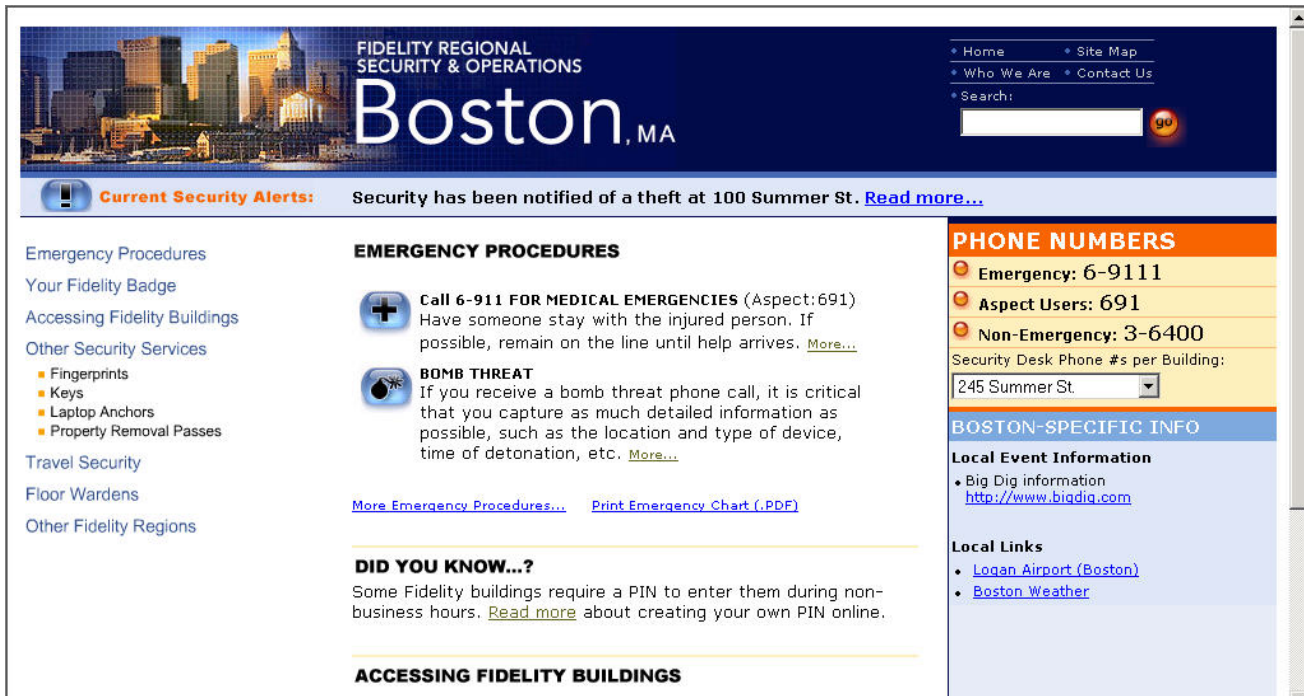 FIDELITY REGIONAL
SECURITY & OPERATIONS
Boston, MA
Home
Site Map
Who We Are
Contact Us
Search:
go
Current Security Alerts:
Security has been notified of a theft at 100 Summer St. Read more...
Emergency Procedures
Your Fidelity Badge
Accessing Fidelity Buildings
Other Security Services
Fingerprints
Keys
Laptop Anchors
Property Removal Passes
Travel Security
Floor Wardens
Other Fidelity Regions
EMERGENCY PROCEDURES
Call 6-911 FOR MEDICAL EMERGENCIES (Aspect:691)
Have someone stay with the injured person. If
possible, remain on the line until help arrives. More...
BOMB THREAT
If you receive a bomb threat phone call, it is critical
that you capture as much detailed information as
possible, such as the location and type of device,
time of detonation, etc. More...
More Emergency Procedures...
Print Emergency Chart (.PDF)
DID YOU KNOW...?
Some Fidelity buildings require a PIN to enter them during non-
business hours. Read more about creating your own PIN online.
ACCESSING FIDELITY BUILDINGS
PHONE NUMBERS
Emergency: 6-9111
Aspect Users: 691
Non-Emergency: 3-6400
Security Desk Phone #s per Building:
245 Summer St.
BOSTON-SPECIFIC INFO
Local Event Information
Big Dig information
http://www.bigdig.com
Local Links
Logan Airport (Boston)
Boston Weather